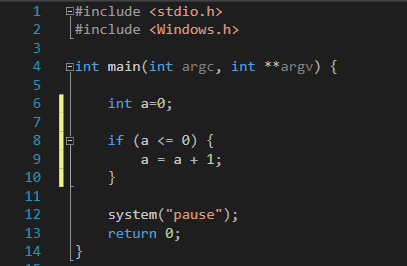 1 #include <stdio.h>
2 #include <Windows.h>
3
4 int main(int argc, int **argv) {
5
6     int a=0;
7
8     if (a <= 0) {
9         a = a + 1;
10     }
11
12     system("pause");
13     return 0;
14 }